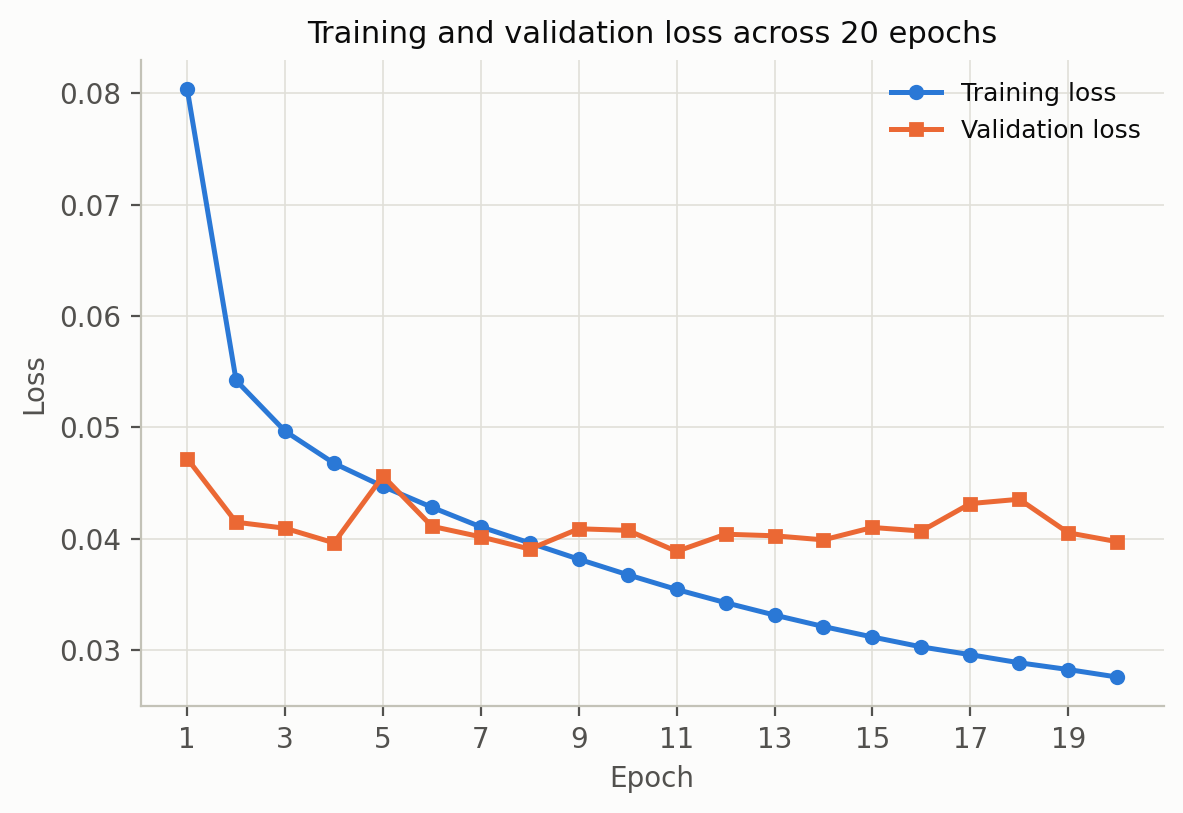 Training and validation loss across 20 epochs
Training loss
Validation loss
0.08
0.07
0.06
0.05
0.04
0.03
Loss
1 3 5 7 9 11 13 15 17 19
Epoch